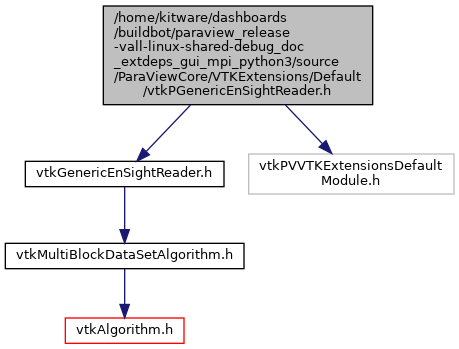 /home/kitware/dashboards
/buildbot/paraview_release
-vall-linux-shared-debug_doc
_extdeps_gui_mpi_python3/source
/ParaViewCore/VTKExtensions/Default
/vtkPGenericEnSightReader.h
vtkGenericEnSightReader.h
vtkPVVTKExtensionsDefault
Module.h
vtkMultiBlockDataSetAlgorithm.h
vtkAlgorithm.h